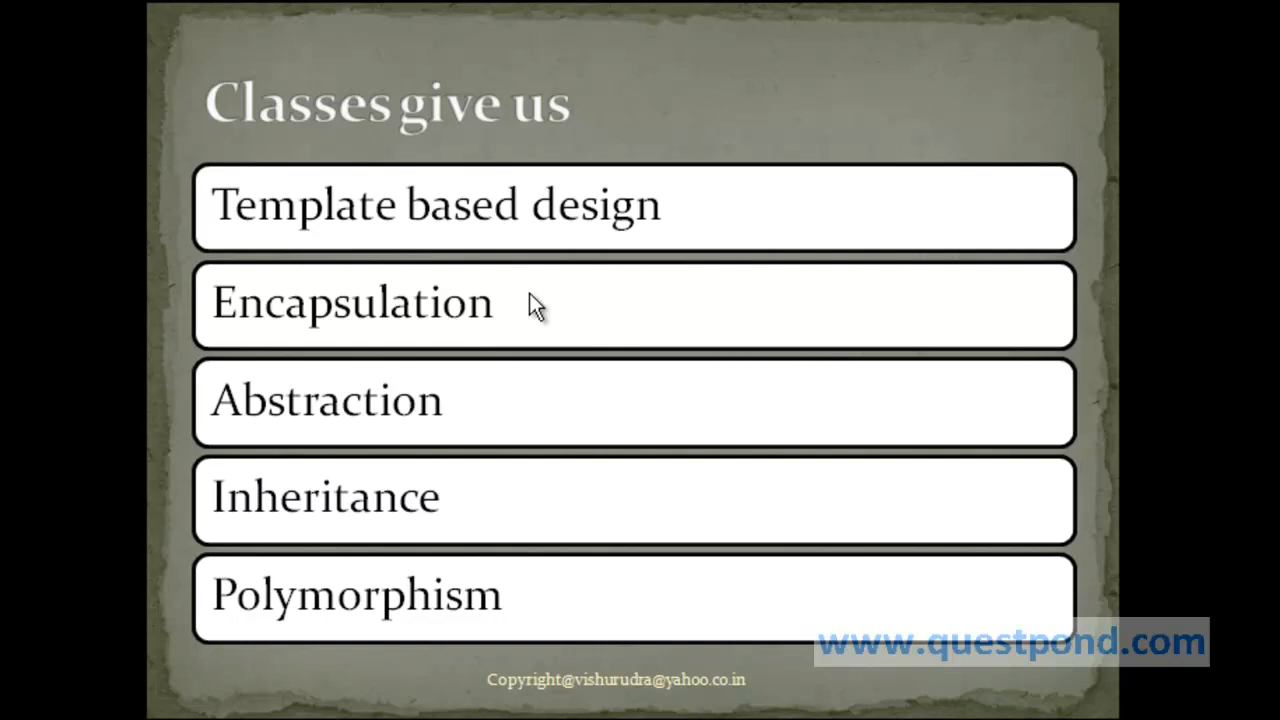 Classes give us
Template based design
Encapsulation
Abstraction
Inheritance
Polymorphism
www.questpond.com
Copyright@vishurudra@yahoo.co.in